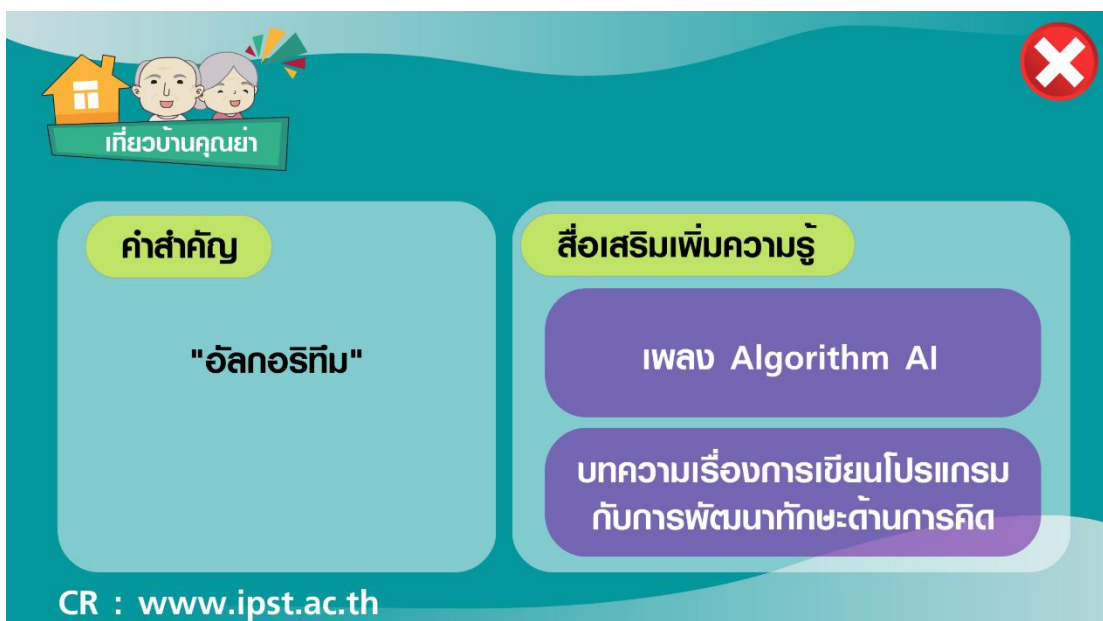 เที่ยวบ้านคุณย่า
คำสำคัญ
"อัลกอริทึม"
สื่อเสริมเพิ่มความรู้
เพลง Algorithm AI
บทความเรื่องการเขียนโปรแกรม
กับการพัฒนาทักษะด้านการคิด
CR : www.ipst.ac.th